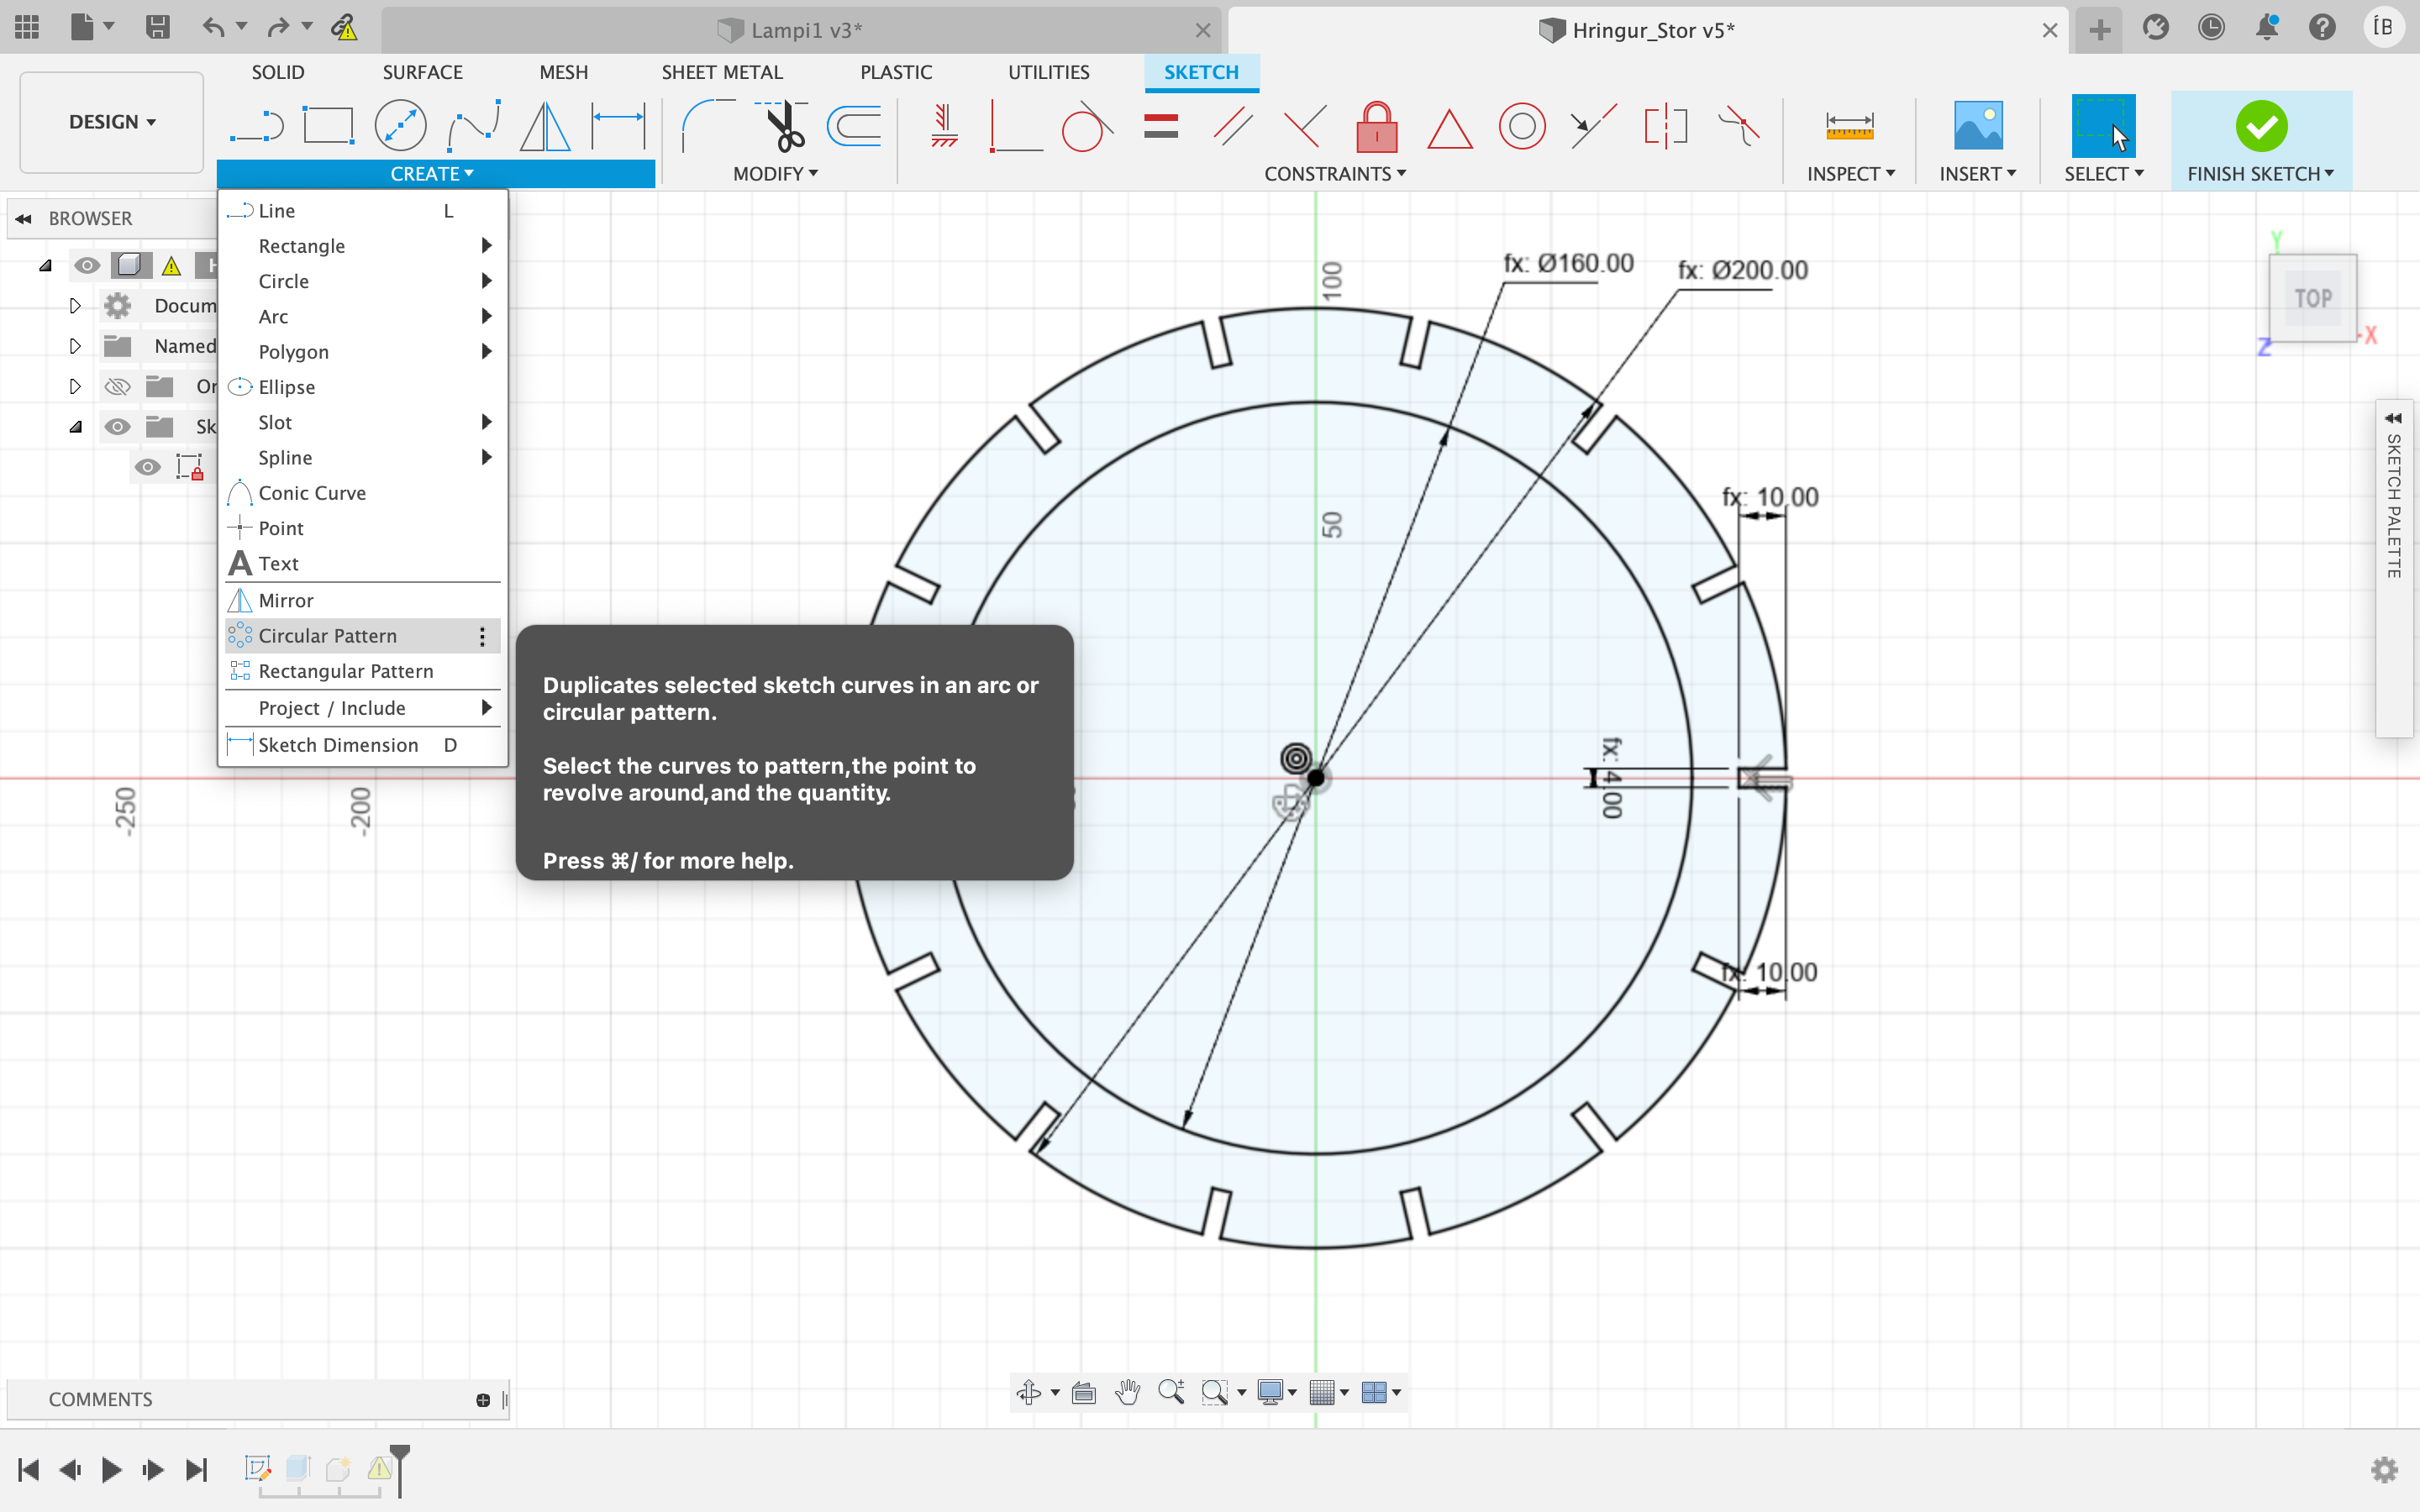 Lampi1 v3*
Hringur_Stor v5*
ÍB
DESIGN
SOLID
SURFACE
MESH
SHEET METAL
PLASTIC
UTILITIES
SKETCH
CREATE
MODIFY
CONSTRAINTS
INSPECT
INSERT
SELECT
FINISH SKETCH
BROWSER
Docum
Named
Or
Sk
Line L
Rectangle
Circle
Arc
Polygon
Ellipse
Slot
Spline
Conic Curve
Point
A Text
Mirror
Circular Pattern
Rectangular Pattern
Project / Include
Sketch Dimension D
Duplicates selected sketch curves in an arc or
circular pattern.
Select the curves to pattern,the point to
revolve around,and the quantity.
Press ⌘/ for more help.
fx: Ø160.00
fx: Ø200.00
100
50
fx: 10.00
fx: 4.00
fx: 10.00
-250
-200
Y
TOP
X
Z
SKETCH PALETTE
COMMENTS